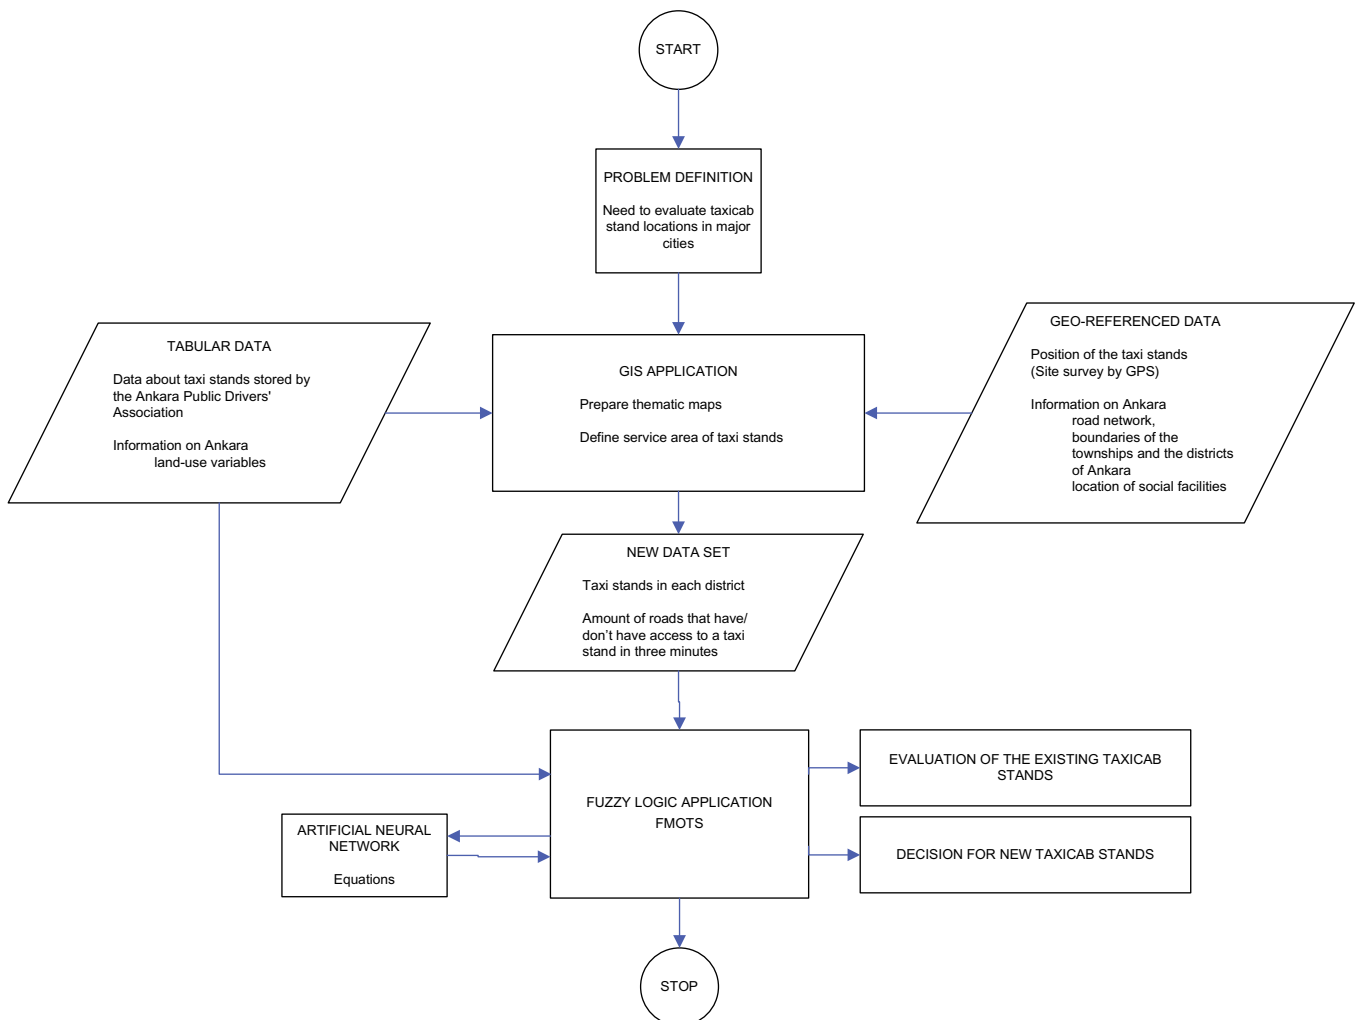 START
PROBLEM DEFINITION
Need to evaluate taxicab
stand locations in major
cities
TABULAR DATA
Data about taxi stands stored by
the Ankara Public Drivers'
Association
Information on Ankara
land-use variables
GIS APPLICATION
Prepare thematic maps
Define service area of taxi stands
GEO-REFERENCED DATA
Position of the taxi stands
(Site survey by GPS)
Information on Ankara
road network,
boundaries of the
townships and the districts
of Ankara
location of social facilities
NEW DATA SET
Taxi stands in each district
Amount of roads that have/
don’t have access to a taxi
stand in three minutes
FUZZY LOGIC APPLICATION
FMOTS
EVALUATION OF THE EXISTING TAXICAB
STANDS
ARTIFICIAL NEURAL
NETWORK
Equations
DECISION FOR NEW TAXICAB STANDS
STOP